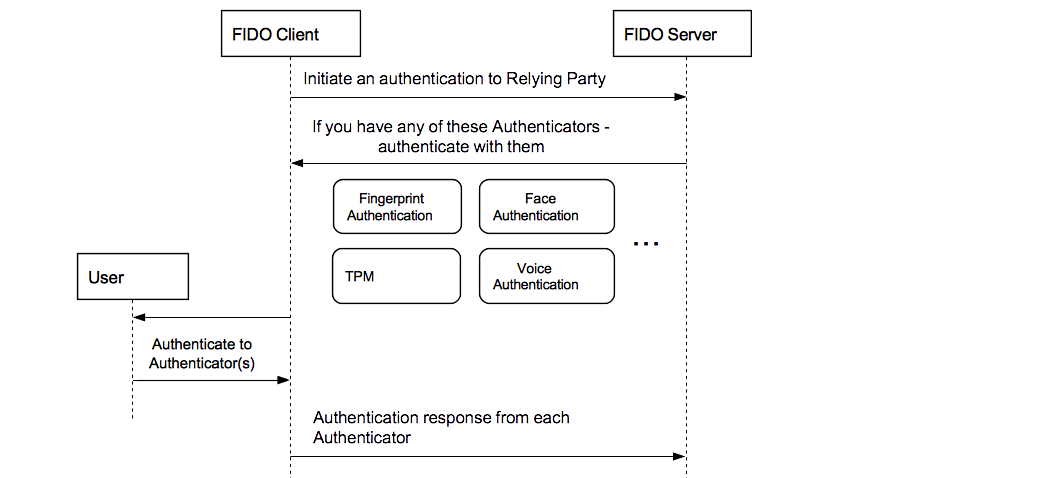 FIDO Client
FIDO Server
Initiate an authentication to Relying Party
If you have any of these Authenticators -
authenticate with them
Fingerprint
Authentication
Face
Authentication
...
TPM
Voice
Authentication
User
Authenticate to
Authenticator(s)
Authentication response from each
Authenticator